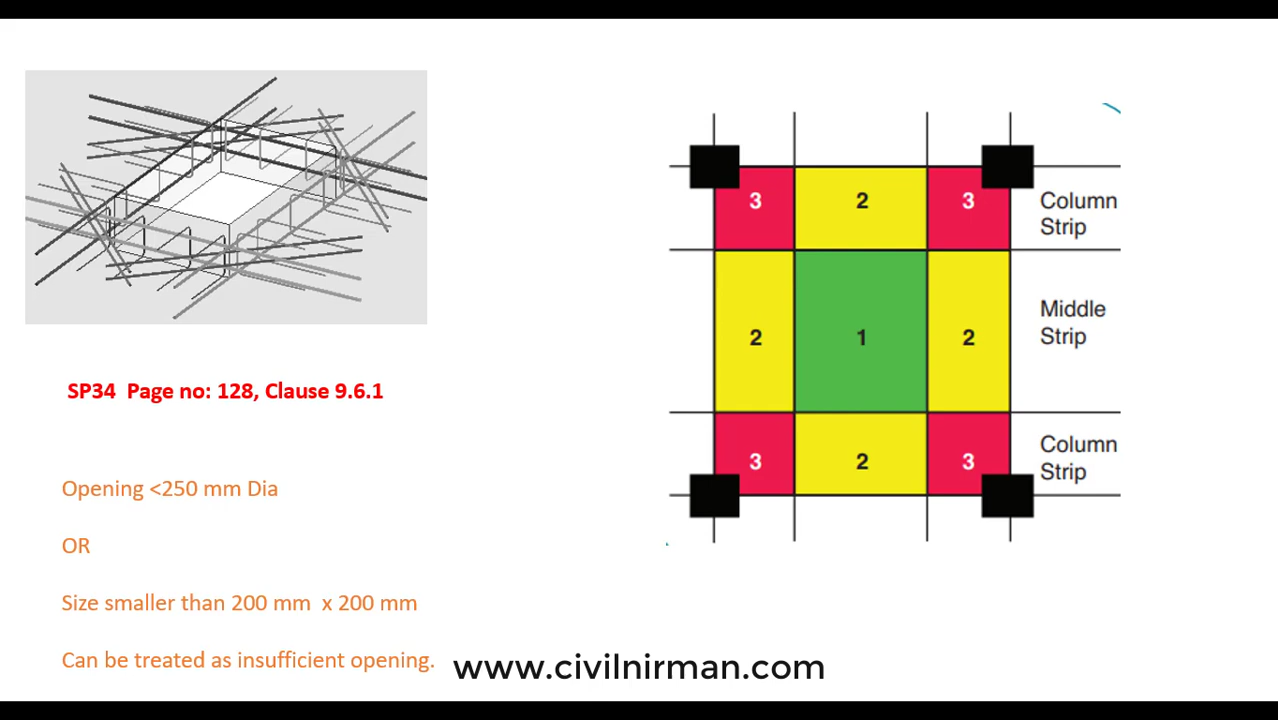 SP34 Page no: 128, Clause 9.6.1
Opening <250 mm Dia
OR
Size smaller than 200 mm x 200 mm
Can be treated as insufficient opening.
3 2 3 Column
Strip
2 1 2 Middle
Strip
3 2 3 Column
Strip
www.civilnirman.com